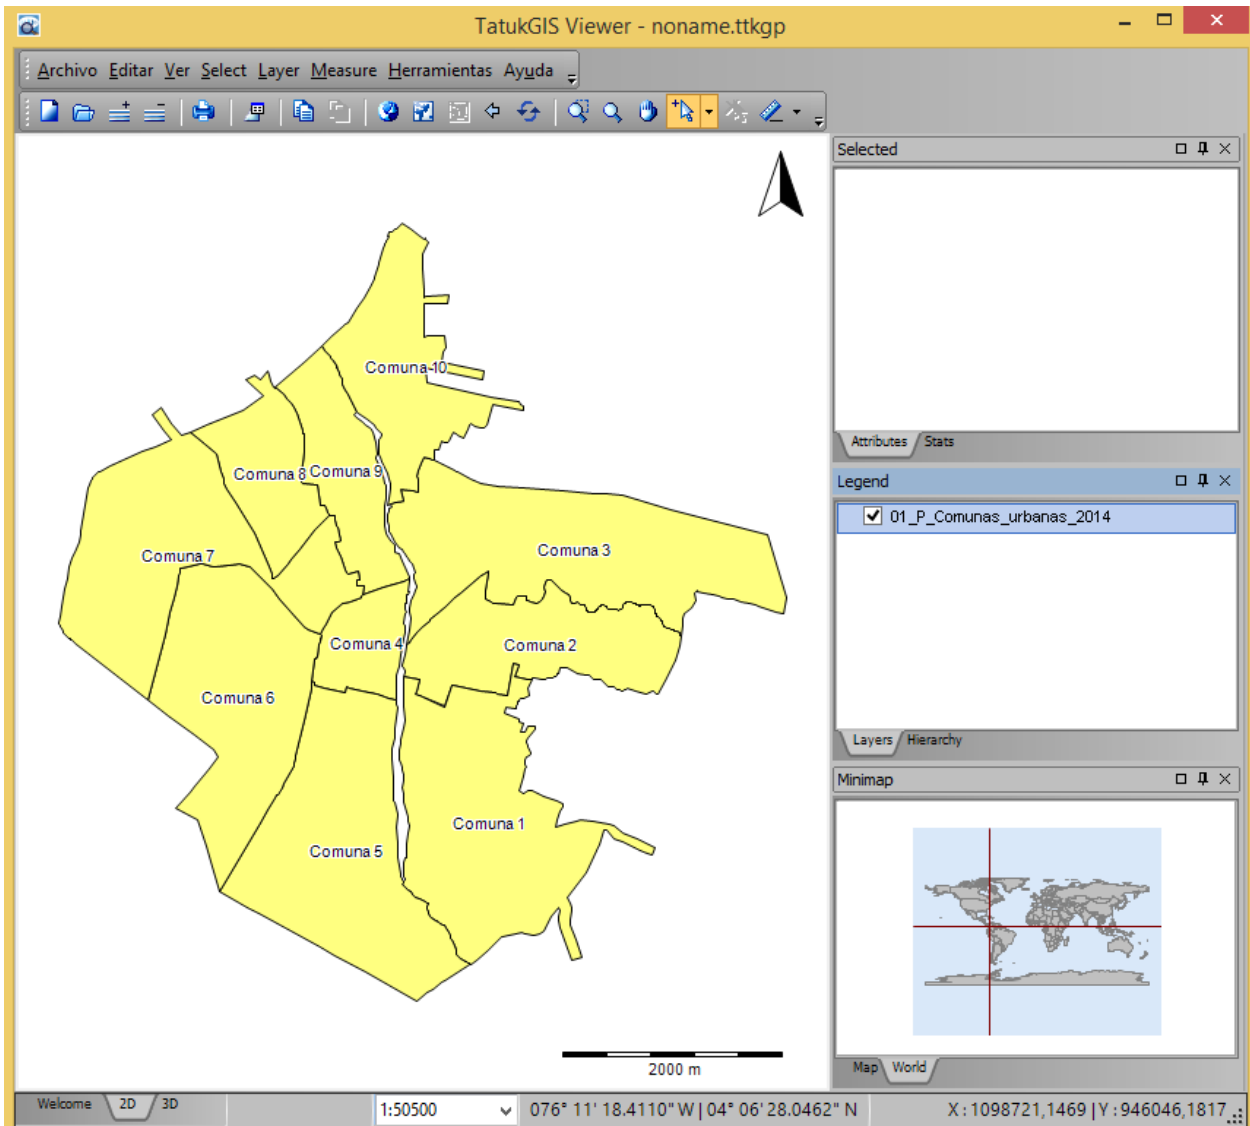 TatukGIS Viewer - noname.ttkgp
Archivo Editar Ver Select Layer Measure Herramientas Ayuda
Selected
Attributes Stats
Legend
01_P_Comunas_urbanas_2014
Layers Hierarchy
Minimap
Map World
Comuna 10
Comuna 8 Comuna 9
Comuna 7
Comuna 3
Comuna 4
Comuna 2
Comuna 6
Comuna 1
Comuna 5
2000 m
Welcome 2D 3D
1:50500
076° 11' 18.4110" W | 04° 06' 28.0462" N
X : 1098721,1469 | Y : 946046,1817